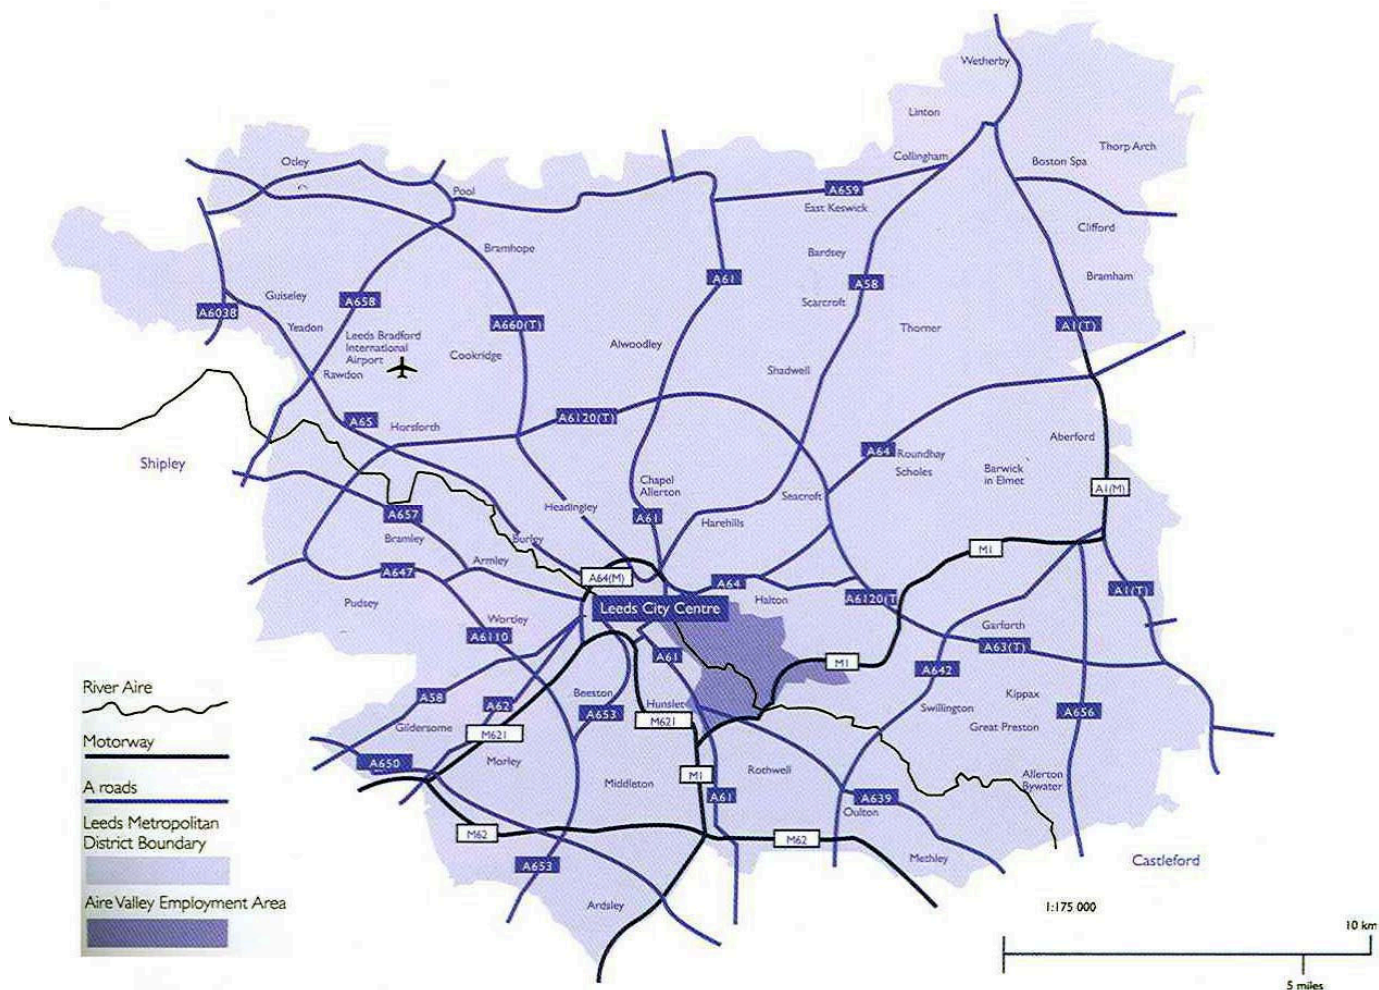 Wetherby
Linton
Thorp Arch
Collingham
Boston Spa
Otley
Pool
A659
East Keswick
Clifford
Bramhope
Bardsey
A61
A58
Bramham
Guiseley
A658
Scarcroft
A6038
Yeadon
A660(T)
A1(T)
Thorner
Leeds Bradford
International
Airport
Alwoodley
Cookridge
Rawdon
Shadwell
A65
A6120(T)
Horsforth
Aberford
A64
Roundhay
Scholes
Shipley
Barwick
in Elmet
Chapel
Allerton
A1(M)
Seacroft
Headingley
A657
A61
Harehills
Bramley
Burley
M1
Armley
A647
A64(M)
A64
A1(T)
Pudsey
Leeds City Centre
Halton
A6120(T
Wortley
Garforth
A6110
A63(T)
A61
M1
A642
River Aire
A58
Beeston
Kippax
A62
Hunslet
Swillington
A656
A653
Gildersome
M621
Great Preston
M621
Motorway
A650
Morley
Rothwell
M1
Middleton
Allerton
Bywater
A roads
A61
A639
Oulton
Leeds Metropolitan
District Boundary
M62
M62
Methley
Castleford
A653
Aire Valley Employment Area
Ardsley
1:175 000
10 km
5 miles